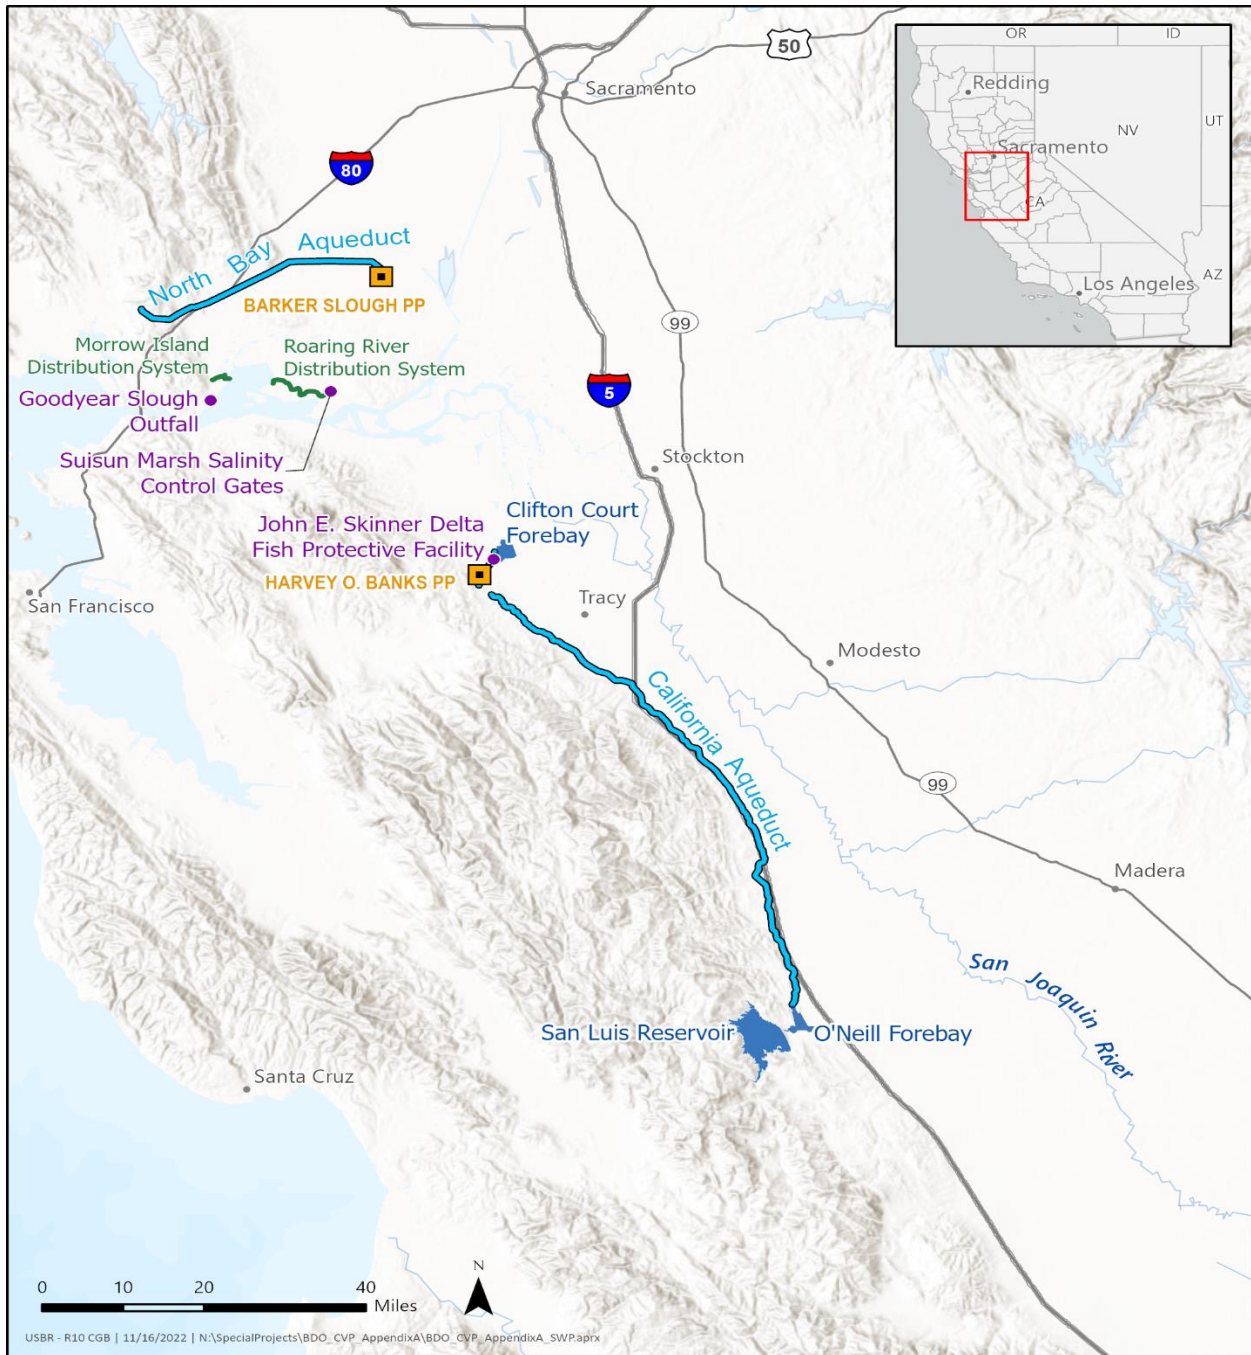 50
Sacramento
80
North Bay Aqueduct
BARKER SLOUGH PP
Morrow Island
Distribution System
Roaring River
Distribution System
Goodyear Slough
Outfall
Suisun Marsh Salinity
Control Gates
99
5
Stockton
Clifton Court
Forebay
John E. Skinner Delta
Fish Protective Facility
HARVEY O. BANKS PP
San Francisco
Tracy
Modesto
California Aqueduct
99
Madera
San Joaquin River
San Luis Reservoir
O'Neill Forebay
Santa Cruz
OR
ID
Redding
NV
UT
Sacramento
CA
Los Angeles
AZ
0 10 20 40
Miles
N
USBR - R10 CGB | 11/16/2022 | N:\SpecialProjects\BDO_CVP_AppendixA\BDO_CVP_AppendixA_SWP.aprx